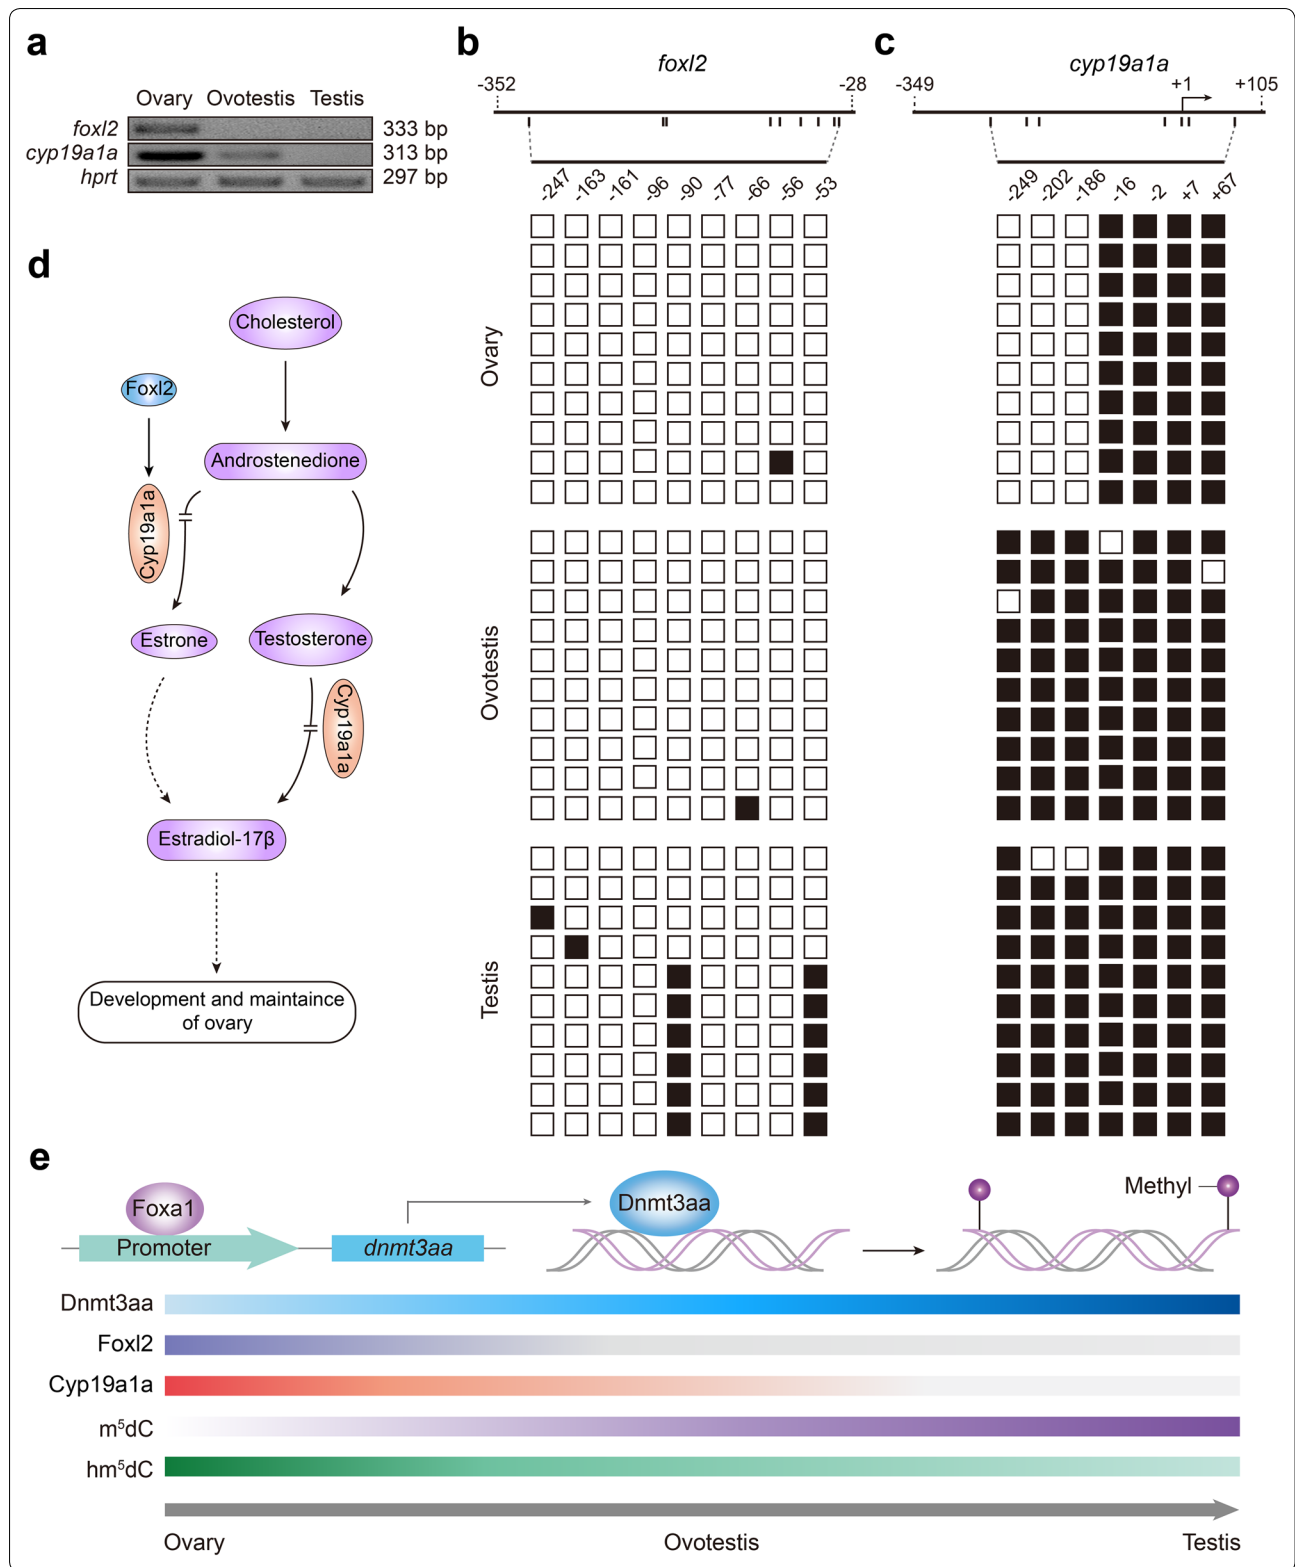 a
Ovary Ovotestis Testis
foxl2 333 bp
cyp19a1a 313 bp
hprt 297 bp
b
foxl2
-352 -28
-247 -163 -161 -96 -90 -77 -66 -56 -53
Ovary
Ovotestis
Testis
c
cyp19a1a
-349 +1 +105
-249 -202 -186 -16 -2 +7 +67
d
Cholesterol
Foxl2
Androstenedione
Cyp19a1a
Estrone
Testosterone
Cyp19a1a
Estradiol-17β
Development and maintaince
of ovary
e
Foxa1
Promoter
dnmt3aa
Dnmt3aa
Methyl
Dnmt3aa
Foxl2
Cyp19a1a
m⁵dC
hm⁵dC
Ovary Ovotestis Testis